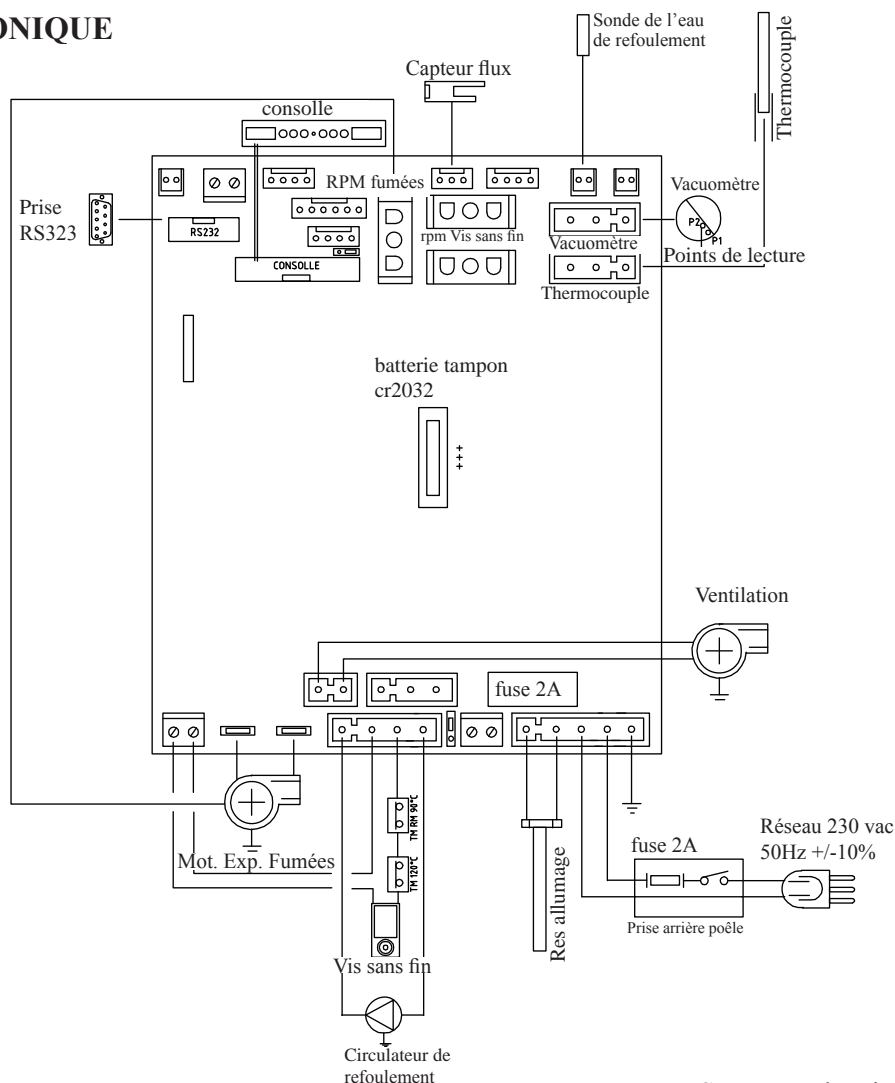 ONIQUE
Sonde de l'eau
de refoulement
Capteur flux
consolle
Thermocouple
RPM fumées
Vacuomètre
Prise
RS323
RS232
rpm Vis sans fin
P2
P1
Vacuomètre
Points de lecture
CONSOLLE
Thermocouple
batterie tampon
cr2032
+++
Ventilation
fuse 2A
TM RM 90°C
Mot. Exp. Fumées
TM 120°C
Vis sans fin
Res allumage
fuse 2A
Réseau 230 vac
50Hz +/-10%
Prise arrière poêle
Circulateur de
refoulement